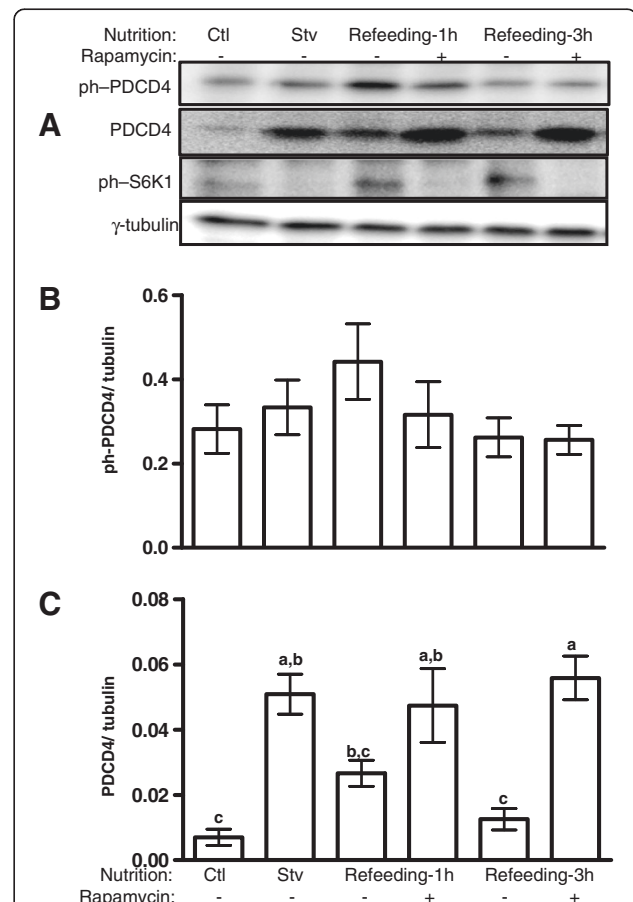 Nutrition: Ctl Stv Refeeding-1h Refeeding-3h
Rapamycin: - - - + - +
A
ph–PDCD4
PDCD4
ph–S6K1
γ-tubulin
B
ph-PDCD4/ tubulin
0.6
0.4
0.2
0.0
C
PDCD4/ tubulin
0.08
0.06
0.04
0.02
0.00
c a,b b,c a,b c a
Nutrition: Ctl Stv Refeeding-1h Refeeding-3h
Rapamycin: - - - + - +